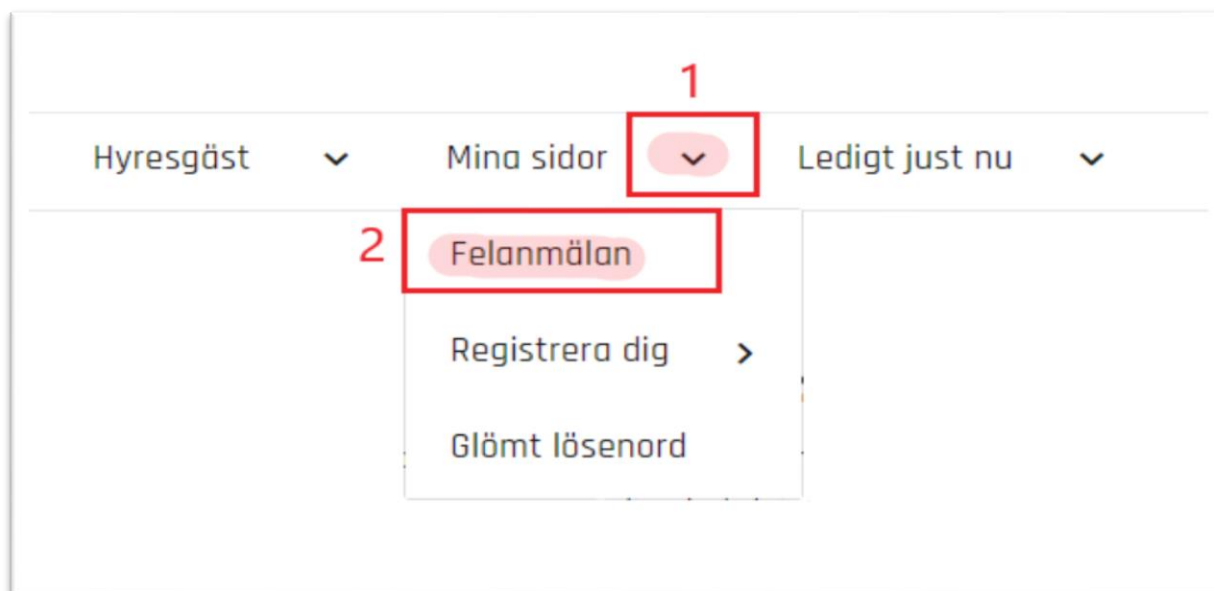 1
Hyresgäst Mina sidor Ledigt just nu
2 Felanmälan
Registrera dig
Glömt lösenord